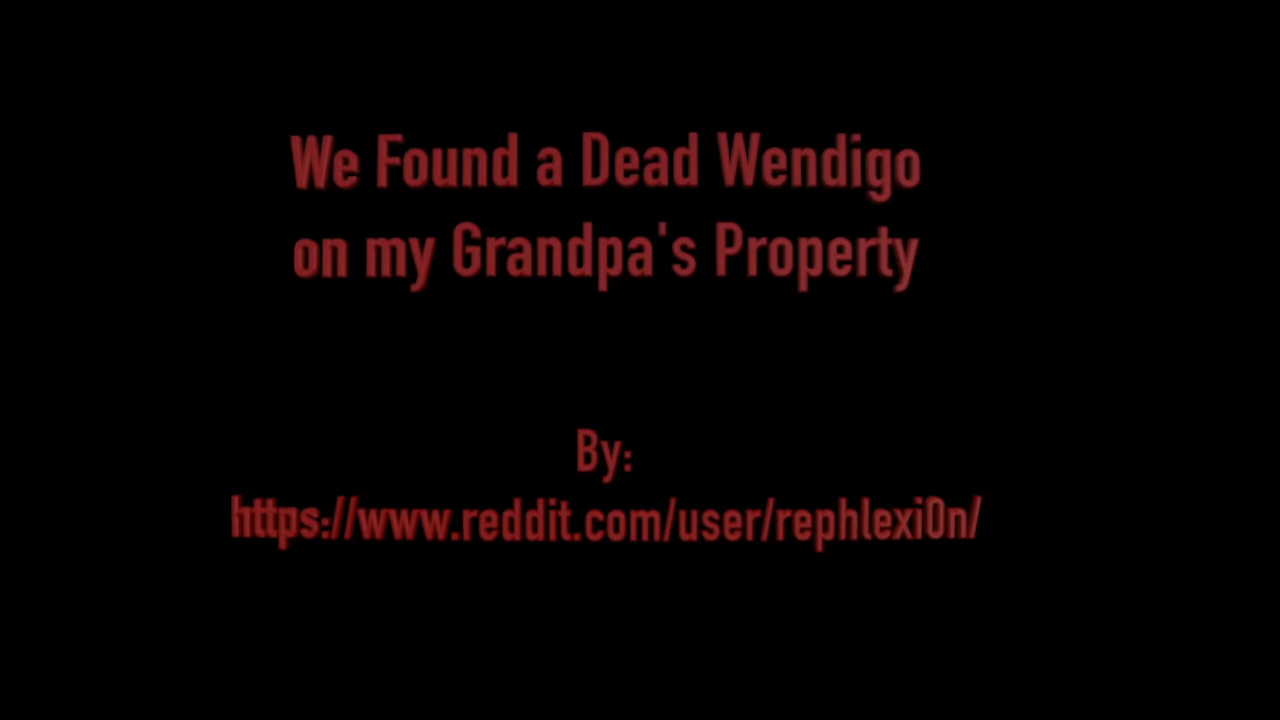 We Found a Dead Wendigo
on my Grandpa's Property
By:
https://www.reddit.com/user/rephlexi0n/